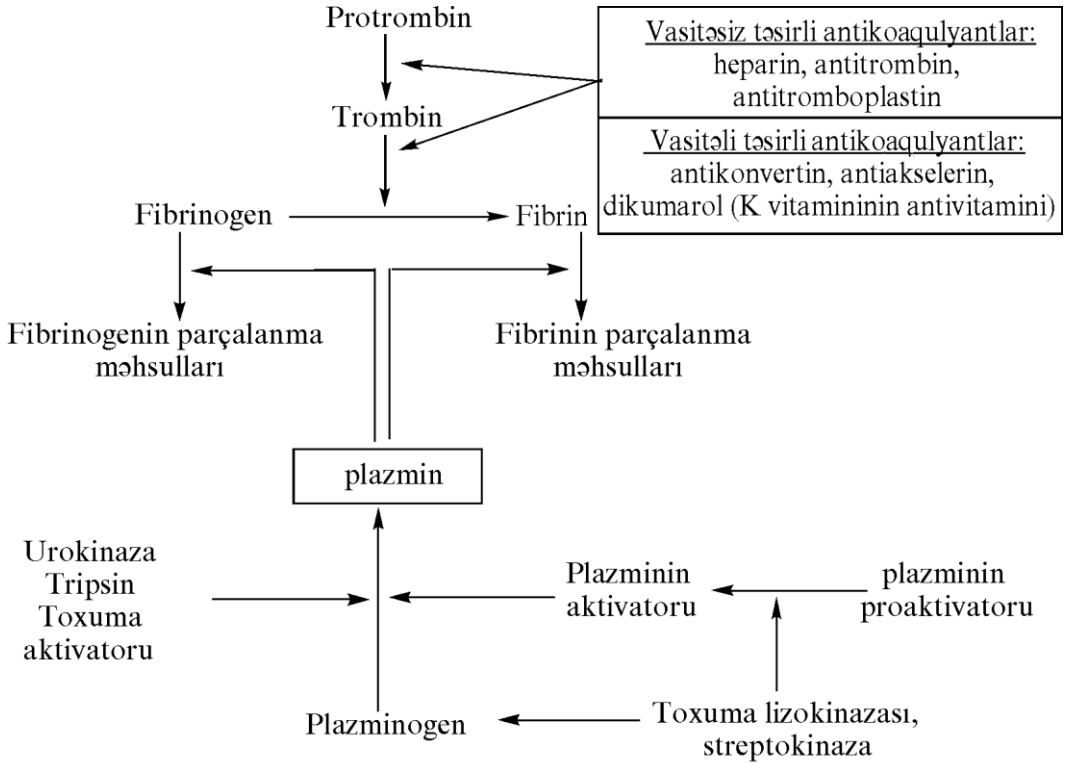 Protrombin
Vasitəsiz təsirli antikoaqulyantlar:
heparin, antitrombin,
antitromboplastin
Trombin
Vasitəli təsirli antikoaqulyantlar:
antikonvertin, antiakselerin,
dikumarol (K vitamininin antivitamini)
Fibrinogen
Fibrin
Fibrinogenin parçalanma
məhsulları
Fibrinin parçalanma
məhsulları
plazmin
Urokinaza
Tripsin
Toxuma
aktivatoru
Plazminin
aktivatoru
plazminin
proaktivatoru
Plazminogen
Toxuma lizokinazası,
streptokinaza